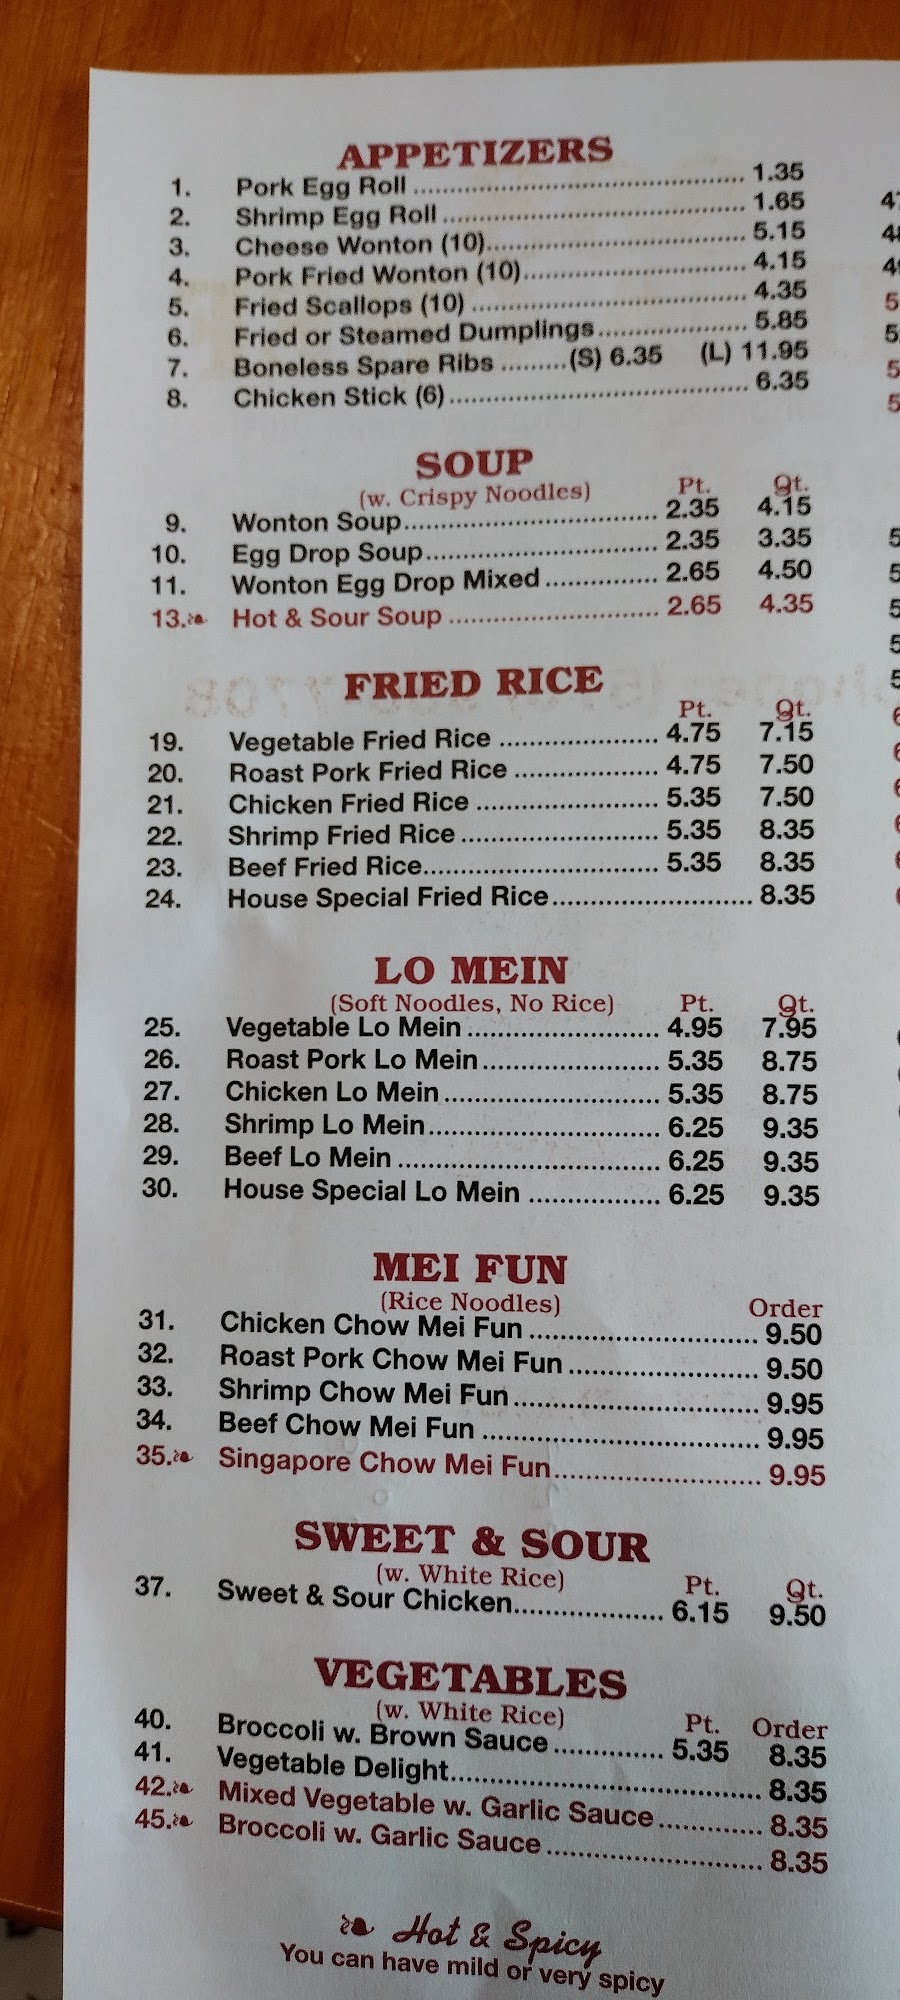 APPETIZERS
1. Pork Egg Roll ........ 1.35
2. Shrimp Egg Roll ........ 1.65
3. Cheese Wonton (10) ........ 5.15
4. Pork Fried Wonton (10) ........ 4.15
5. Fried Scallops (10) ........ 4.35
6. Fried or Steamed Dumplings ........ 5.85
7. Boneless Spare Ribs ........ (S) 6.35 (L) 11.95
8. Chicken Stick (6) ........ 6.35
SOUP
(w. Crispy Noodles) Pt. Qt.
9. Wonton Soup ........ 2.35 4.15
10. Egg Drop Soup ........ 2.35 3.35
11. Wonton Egg Drop Mixed ........ 2.65 4.50
13. Hot & Sour Soup ........ 2.65 4.35
FRIED RICE
Pt. Qt.
19. Vegetable Fried Rice ........ 4.75 7.15
20. Roast Pork Fried Rice ........ 4.75 7.50
21. Chicken Fried Rice ........ 5.35 7.50
22. Shrimp Fried Rice ........ 5.35 8.35
23. Beef Fried Rice ........ 5.35 8.35
24. House Special Fried Rice ........ 8.35
LO MEIN
(Soft Noodles, No Rice) Pt. Qt.
25. Vegetable Lo Mein ........ 4.95 7.95
26. Roast Pork Lo Mein ........ 5.35 8.75
27. Chicken Lo Mein ........ 5.35 8.75
28. Shrimp Lo Mein ........ 6.25 9.35
29. Beef Lo Mein ........ 6.25 9.35
30. House Special Lo Mein ........ 6.25 9.35
MEI FUN
(Rice Noodles) Order
31. Chicken Chow Mei Fun ........ 9.50
32. Roast Pork Chow Mei Fun ........ 9.50
33. Shrimp Chow Mei Fun ........ 9.95
34. Beef Chow Mei Fun ........ 9.95
35. Singapore Chow Mei Fun ........ 9.95
SWEET & SOUR
(w. White Rice) Pt. Qt.
37. Sweet & Sour Chicken ........ 6.15 9.50
VEGETABLES
(w. White Rice) Pt. Order
40. Broccoli w. Brown Sauce ........ 5.35 8.35
41. Vegetable Delight ........ 8.35
42. Mixed Vegetable w. Garlic Sauce ........ 8.35
45. Broccoli w. Garlic Sauce ........ 8.35
Hot & Spicy
You can have mild or very spicy